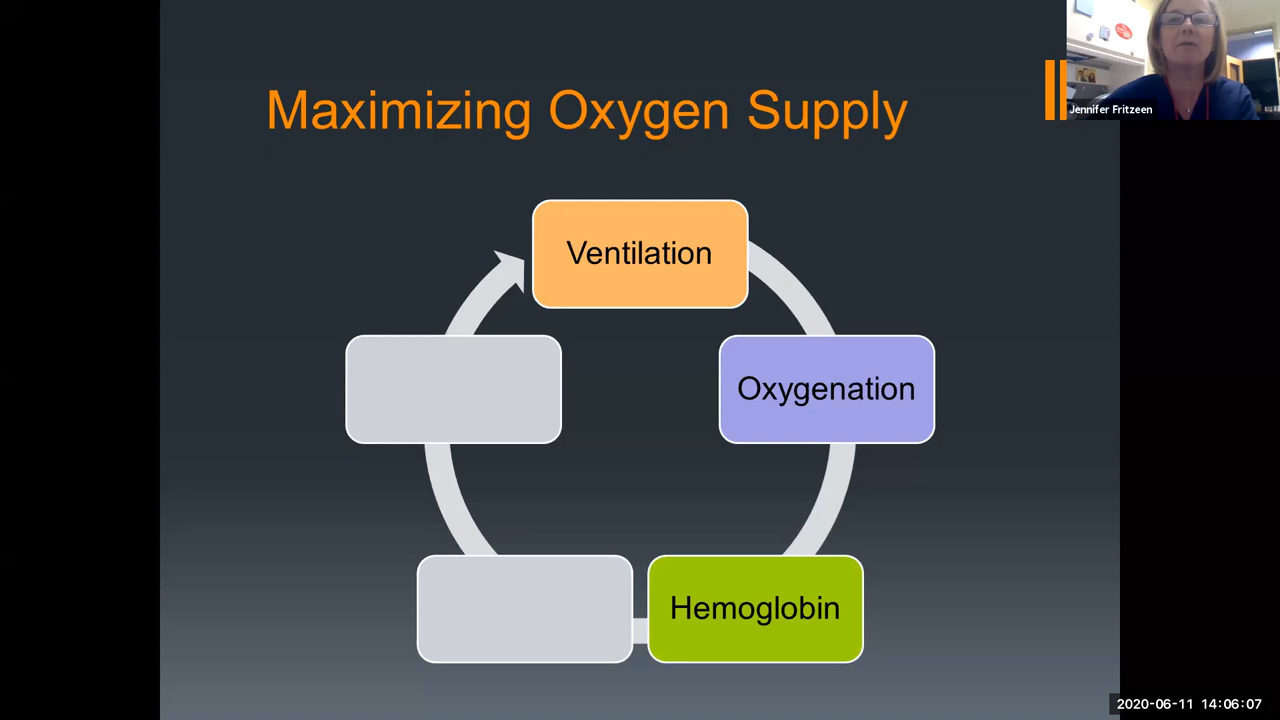 Maximizing Oxygen Supply
Jennifer Fritzeen
Ventilation
Oxygenation
Hemoglobin
2020-06-11 14:06:07